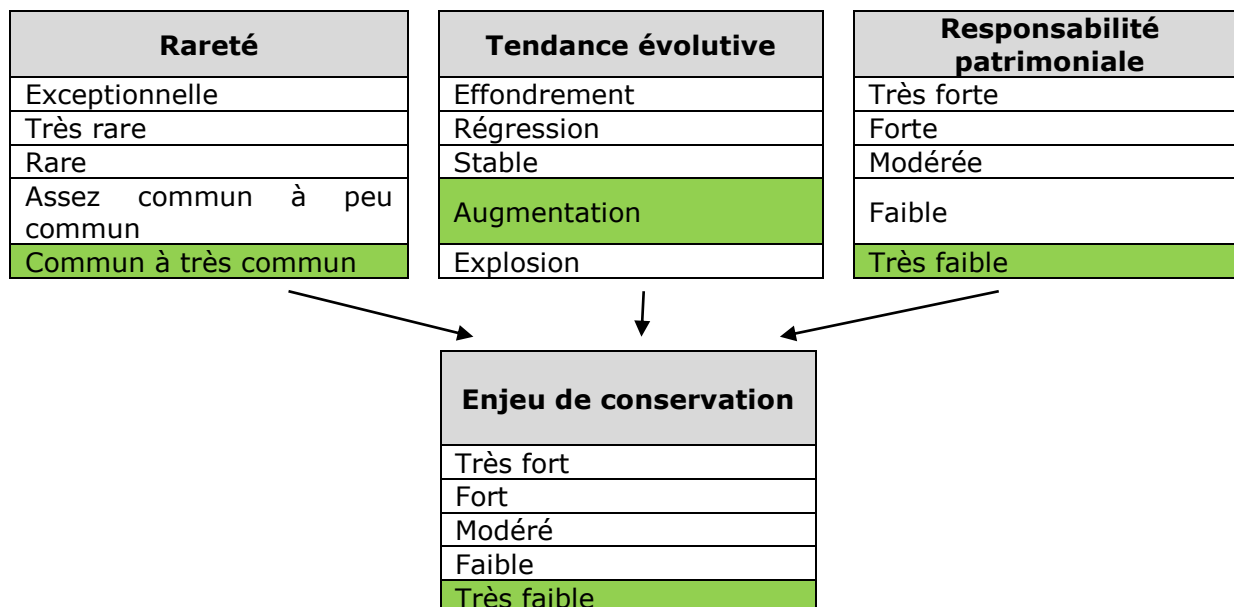 Rareté
Exceptionnelle
Très rare
Rare
Assez commun à peu
commun
Commun à très commun
Tendance évolutive
Effondrement
Régression
Stable
Augmentation
Explosion
Responsabilité
patrimoniale
Très forte
Forte
Modérée
Faible
Très faible
Enjeu de conservation
Très fort
Fort
Modéré
Faible
Très faible